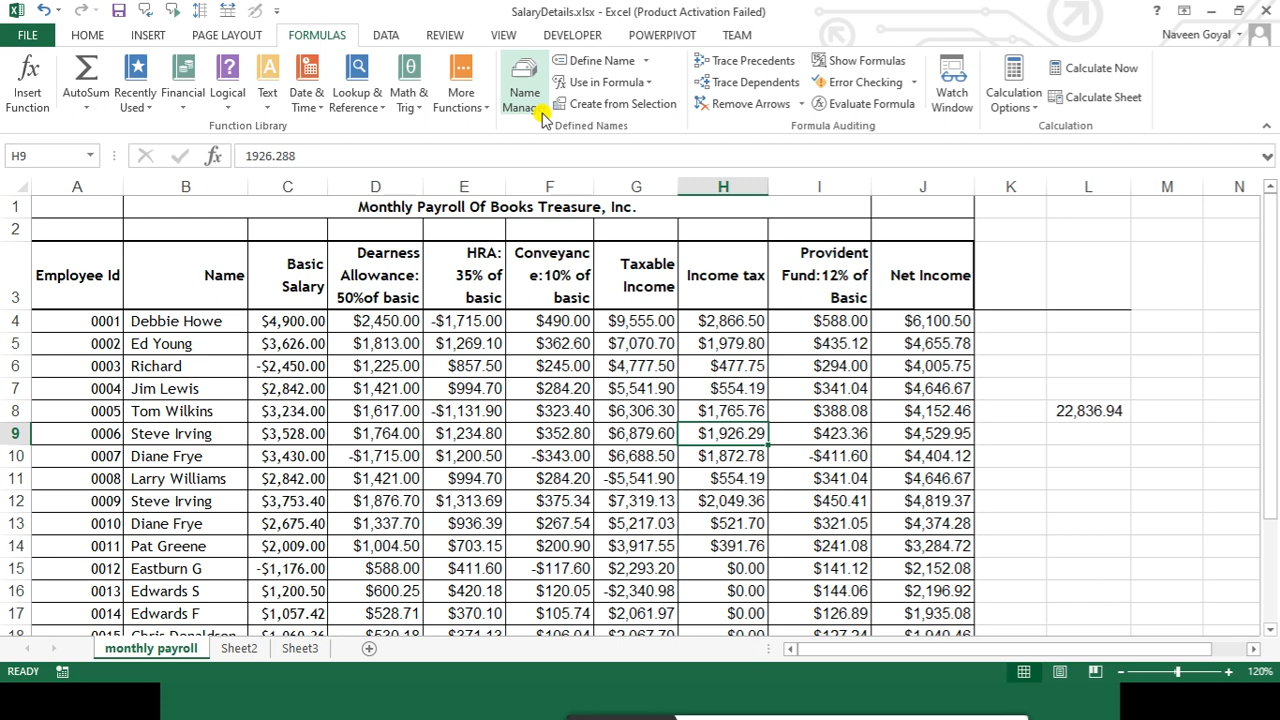 SalaryDetails.xlsx - Excel (Product Activation Failed)
FILE HOME INSERT PAGE LAYOUT FORMULAS DATA REVIEW VIEW DEVELOPER POWERPIVOT TEAM Naveen Goyal
Insert Function
AutoSum
Recently Used
Financial
Logical
Text
Date & Time
Lookup & Reference
Math & Trig
More Functions
Function Library
Name
Define Name
Use in Formula
Create from Selection
Defined Names
Trace Precedents
Trace Dependents
Remove Arrows
Show Formulas
Error Checking
Evaluate Formula
Formula Auditing
Watch Window
Calculation Options
Calculate Now
Calculate Sheet
Calculation
H9 fx 1926.288
A B C D E F G H I J K L M N
1 Monthly Payroll Of Books Treasure, Inc.
2
3 Employee Id Name Basic Salary Dearness Allowance: 50%of basic HRA: 35% of basic Conveyanc e:10% of basic Taxable Income Income tax Provident Fund:12% of Basic Net Income
4 0001 Debbie Howe $4,900.00 $2,450.00 -$1,715.00 $490.00 $9,555.00 $2,866.50 $588.00 $6,100.50
5 0002 Ed Young $3,626.00 $1,813.00 $1,269.10 $362.60 $7,070.70 $1,979.80 $435.12 $4,655.78
6 0003 Richard -$2,450.00 $1,225.00 $857.50 $245.00 $4,777.50 $477.75 $294.00 $4,005.75
7 0004 Jim Lewis $2,842.00 $1,421.00 $994.70 $284.20 $5,541.90 $554.19 $341.04 $4,646.67
8 0005 Tom Wilkins $3,234.00 $1,617.00 -$1,131.90 $323.40 $6,306.30 $1,765.76 $388.08 $4,152.46 22,836.94
9 0006 Steve Irving $3,528.00 $1,764.00 $1,234.80 $352.80 $6,879.60 $1,926.29 $423.36 $4,529.95
10 0007 Diane Frye $3,430.00 -$1,715.00 $1,200.50 -$343.00 $6,688.50 $1,872.78 -$411.60 $4,404.12
11 0008 Larry Williams $2,842.00 $1,421.00 $994.70 $284.20 -$5,541.90 $554.19 $341.04 $4,646.67
12 0009 Steve Irving $3,753.40 $1,876.70 $1,313.69 $375.34 $7,319.13 $2,049.36 $450.41 $4,819.37
13 0010 Diane Frye $2,675.40 $1,337.70 $936.39 $267.54 $5,217.03 $521.70 $321.05 $4,374.28
14 0011 Pat Greene $2,009.00 $1,004.50 $703.15 $200.90 $3,917.55 $391.76 $241.08 $3,284.72
15 0012 Eastburn G -$1,176.00 $588.00 $411.60 -$117.60 $2,293.20 $0.00 $141.12 $2,152.08
16 0013 Edwards S $1,200.50 $600.25 $420.18 $120.05 -$2,340.98 $0.00 $144.06 $2,196.92
17 0014 Edwards F $1,057.42 $528.71 $370.10 $105.74 $2,061.97 $0.00 $126.89 $1,935.08
18 0015 Chris Donaldson $1,060.36 $530.18 $371.13 $106.04 $2,067.70 $0.00 $127.24 $1,940.46
monthly payroll Sheet2 Sheet3
READY 120%